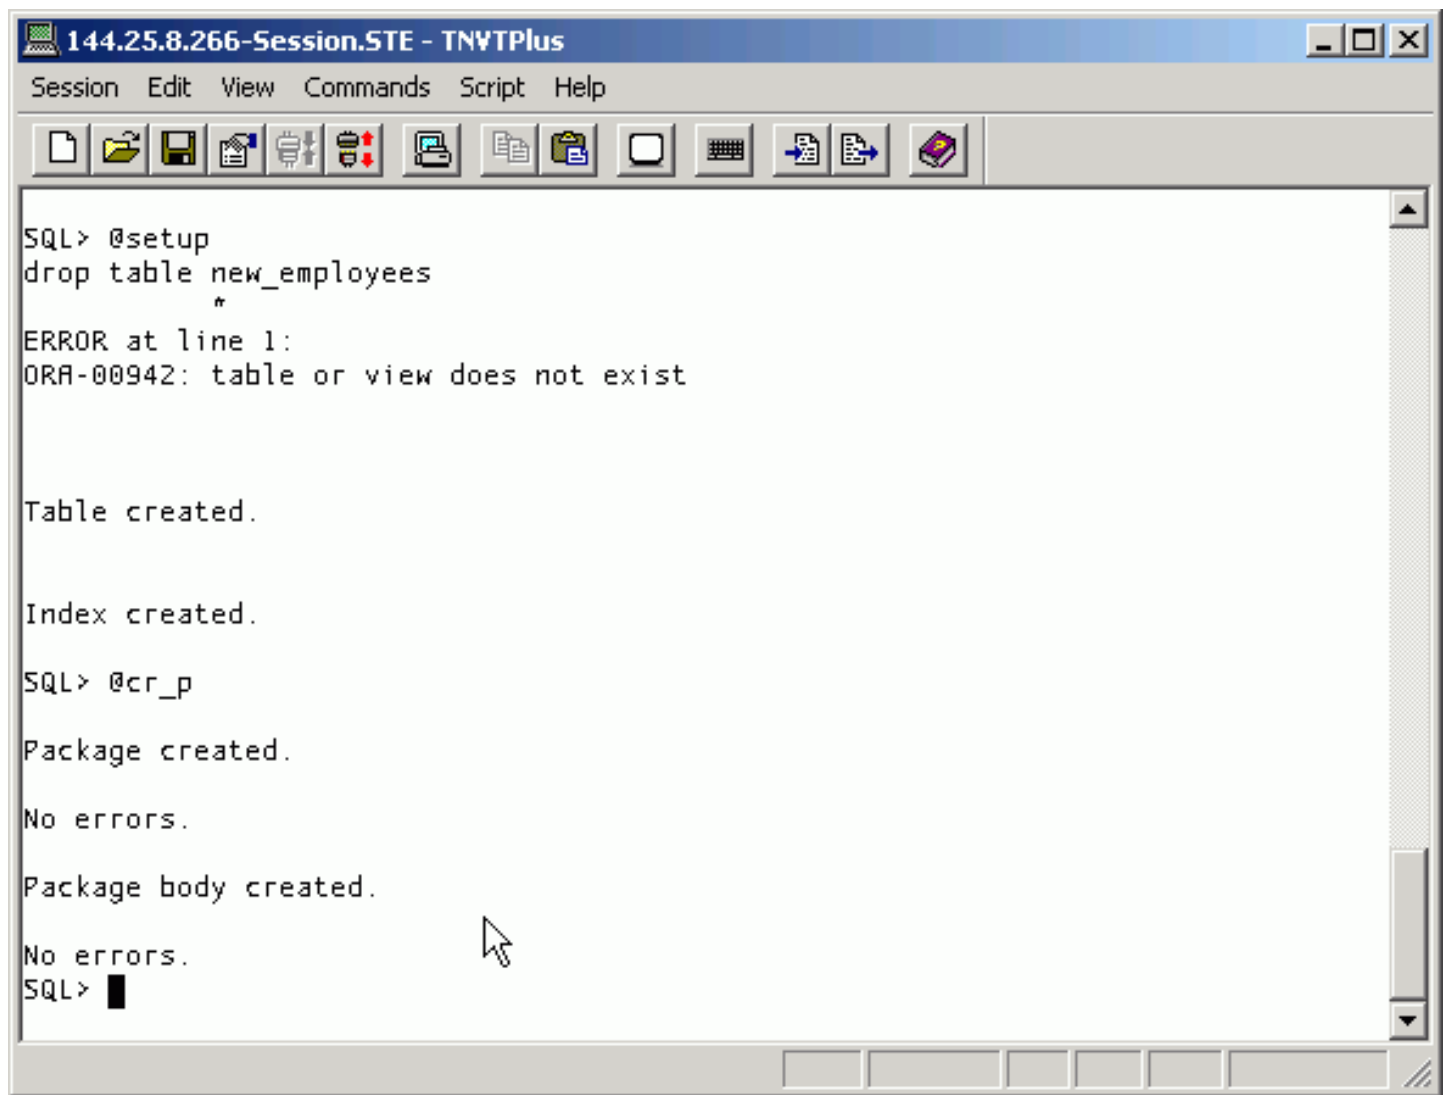 144.25.8.266-Session.STE - TNVTPlus
Session Edit View Commands Script Help
SQL> @setup
drop table new_employees
*
ERROR at line 1:
ORA-00942: table or view does not exist
Table created.
Index created.
SQL> @cr_p
Package created.
No errors.
Package body created.
No errors.
SQL>